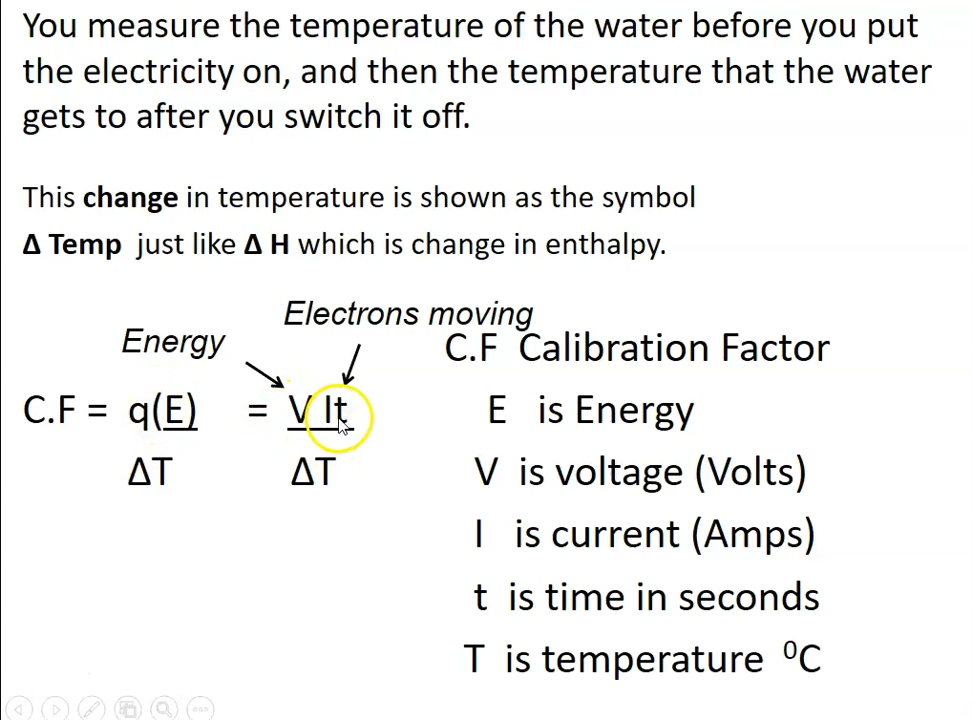 You measure the temperature of the water before you put
the electricity on, and then the temperature that the water
gets to after you switch it off.
This change in temperature is shown as the symbol
Δ Temp just like Δ H which is change in enthalpy.
Electrons moving
Energy
C.F Calibration Factor
C.F = q(E) = V It
ΔT ΔT
E is Energy
V is voltage (Volts)
I is current (Amps)
t is time in seconds
T is temperature ⁰C